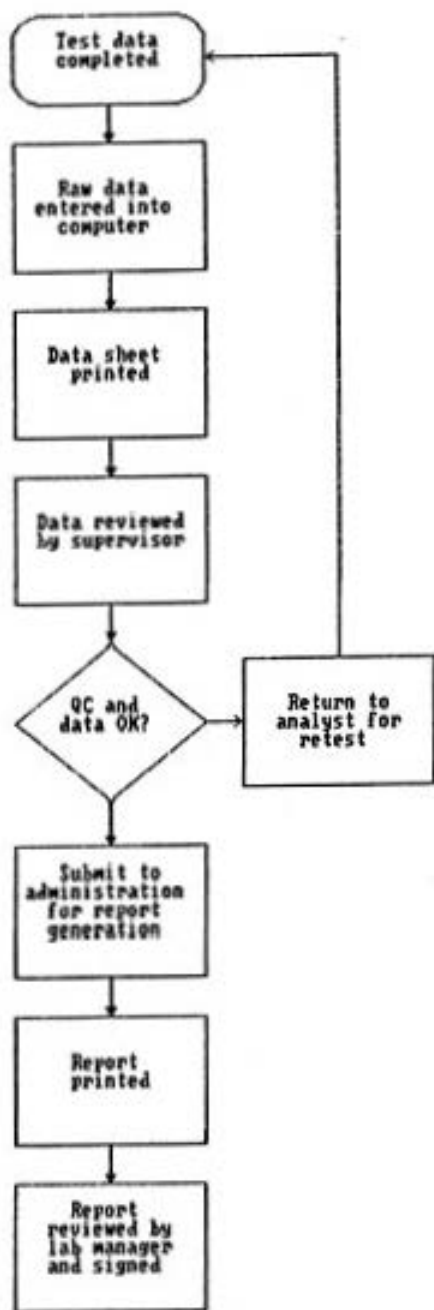 Test data
completed
Raw data
entered into
computer
Data sheet
printed
Data reviewed
by supervisor
QC and
data OK?
Return to
analyst for
retest
Submit to
administration
for report
generation
Report
printed
Report
reviewed by
lab manager
and signed